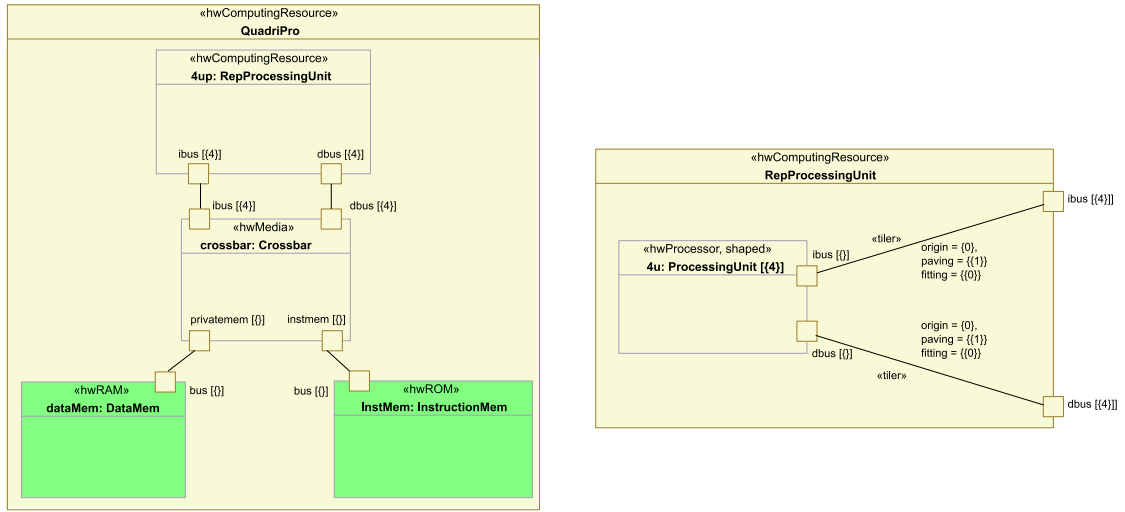 «hwComputingResource»
QuadriPro
«hwComputingResource»
4up: RepProcessingUnit
ibus [{4}]
dbus [{4}]
ibus [{4}]
dbus [{4}]
«hwMedia»
crossbar: Crossbar
privatemem [{}]
instmem [{}]
bus [{}]
bus [{}]
«hwRAM»
dataMem: DataMem
«hwROM»
InstMem: InstructionMem
«hwComputingResource»
RepProcessingUnit
ibus [{4}]]
«tiler»
origin = {0},
paving = {{1}}
fitting = {{0}}
«hwProcessor, shaped»
4u: ProcessingUnit [{4}]
ibus [{}]
dbus [{}]
origin = {0},
paving = {{1}}
fitting = {{0}}
«tiler»
dbus [{4}]]